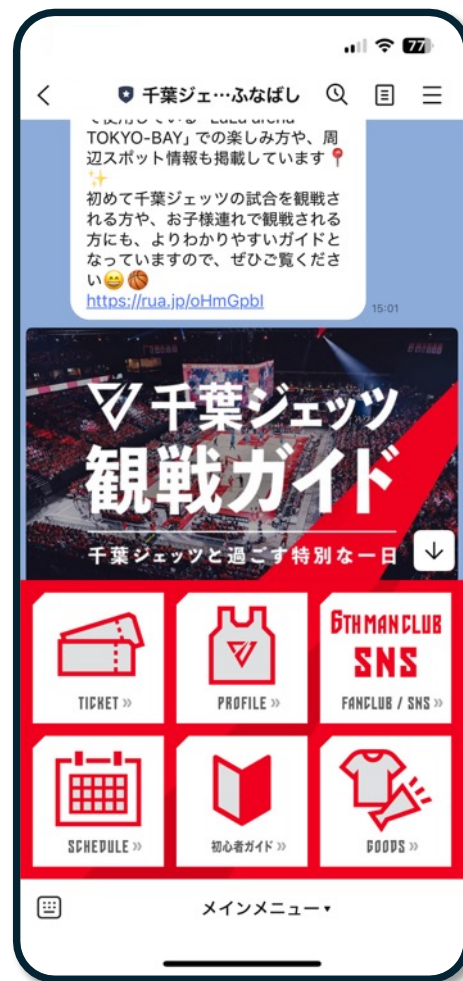 77
千葉ジェ…ふなばし
TOKYO-BAY」での楽しみ方や、周
辺スポット情報も掲載しています📍
✨
初めて千葉ジェッツの試合を観戦さ
れる方や、お子様連れで観戦される
方にも、よりわかりやすいガイドと
なっていますので、ぜひご覧くださ
い😄🏀
https://rua.jp/oHmGpbI
15:01
千葉ジェッツ
観戦ガイド
千葉ジェッツと過ごす特別な一日
TICKET »
PROFILE »
6TH MAN CLUB
SNS
FANCLUB / SNS »
SCHEDULE »
初心者ガイド »
GOODS »
メインメニュー ▾